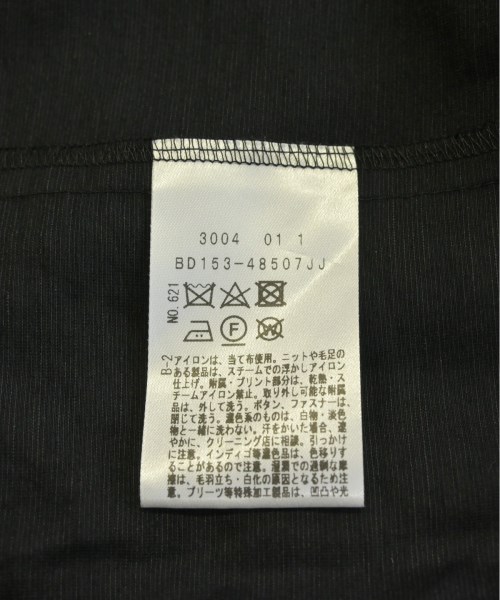 3004 01 1
BD153-48507JJ
NO.621
F
W
B-2
アイロンは、当て布使用。ニットや毛足の
ある製品は、スチームでの浮かしアイロン
仕上げ。附属・プリント部分は、乾熱・ス
チームアイロン禁止。取り外し可能な附属
品は、外して洗う。ボタン、ファスナーは
閉じて洗う。濃色系のものは、白物・淡色
物と一緒に洗わない。汗をかいた場合、速
やかに、クリーニング店に相談。引っかけ
に注意。インディゴ等濃色品は、色移りす
ることがあるので注意。湿潤での過剰な摩
擦は、毛羽立ち・白化の原因となるため注
意。プリーツ等特殊加工製品は、凹凸や光